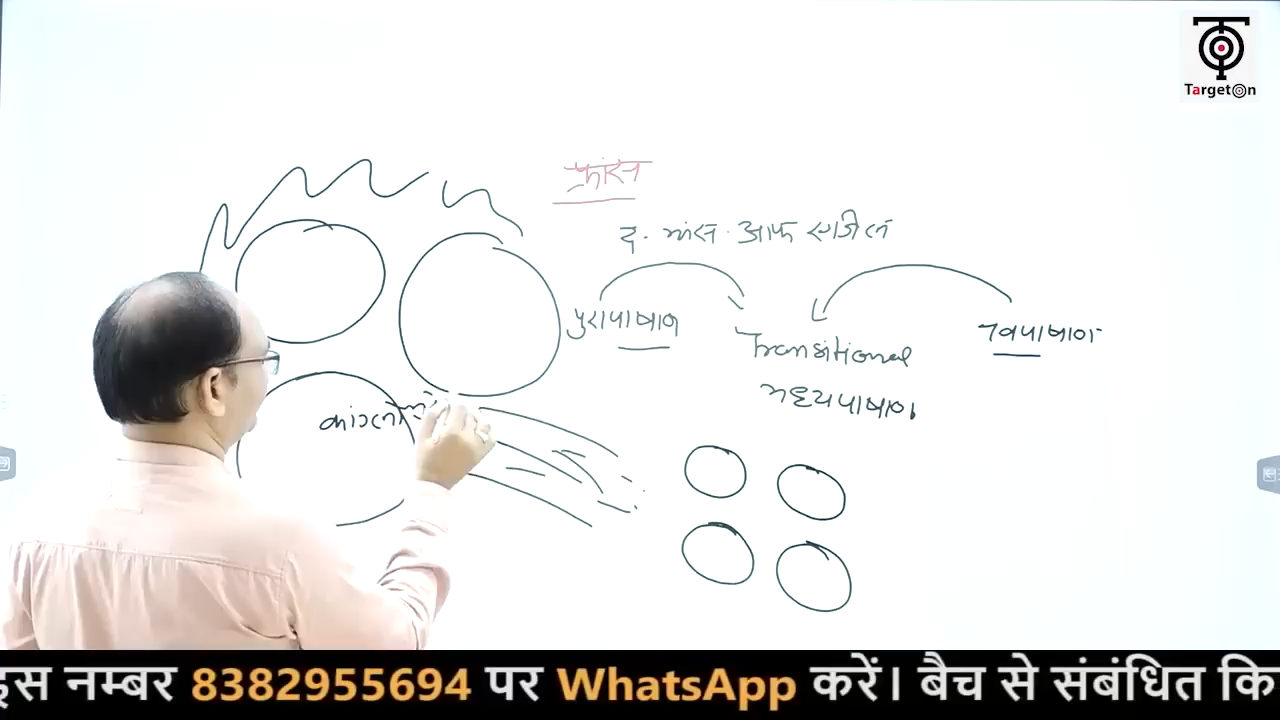 TargetOn
फ्रांस
द. मांस. आफ एाजिल
पुरापाषाण
नवपाषाण
Transitional
मध्यपाषाण
इस नम्बर 8382955694 पर WhatsApp करें। बैच से संबंधित कि